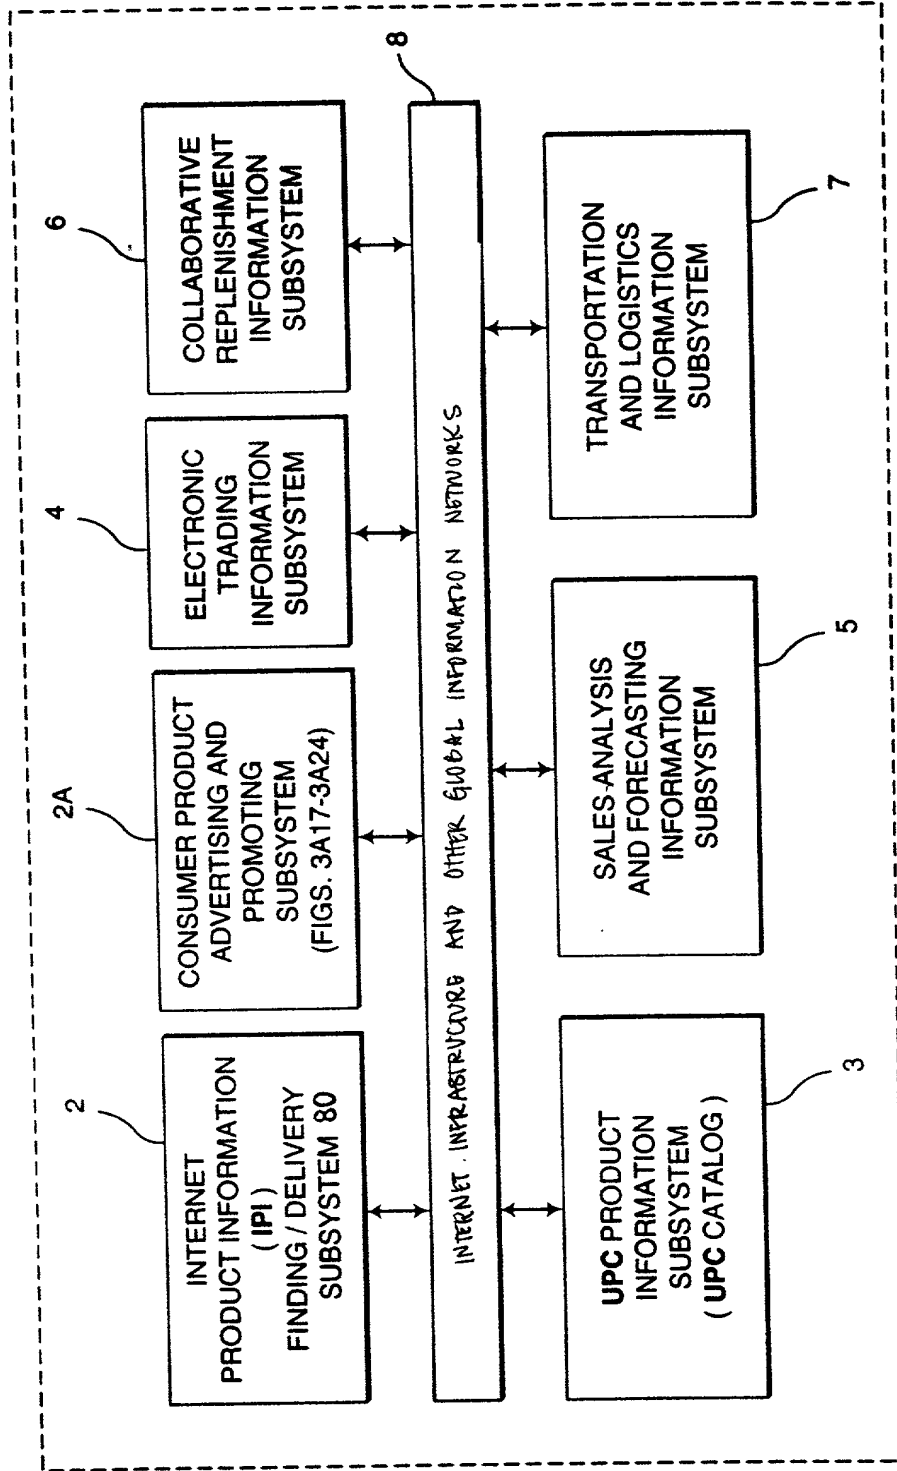 2
INTERNET
PRODUCT INFORMATION
( IPI )
FINDING / DELIVERY
SUBSYSTEM 80
2A
CONSUMER PRODUCT
ADVERTISING AND
PROMOTING
SUBSYSTEM
(FIGS. 3A17-3A24)
4
ELECTRONIC
TRADING
INFORMATION
SUBSYSTEM
6
COLLABORATIVE
REPLENISHMENT
INFORMATION
SUBSYSTEM
8
INTERNET INFRASTRUCTURE AND OTHER GLOBAL INFORMATION NETWORKS
UPC PRODUCT
INFORMATION
SUBSYSTEM
( UPC CATALOG )
3
SALES-ANALYSIS
AND FORECASTING
INFORMATION
SUBSYSTEM
5
TRANSPORTATION
AND LOGISTICS
INFORMATION
SUBSYSTEM
7